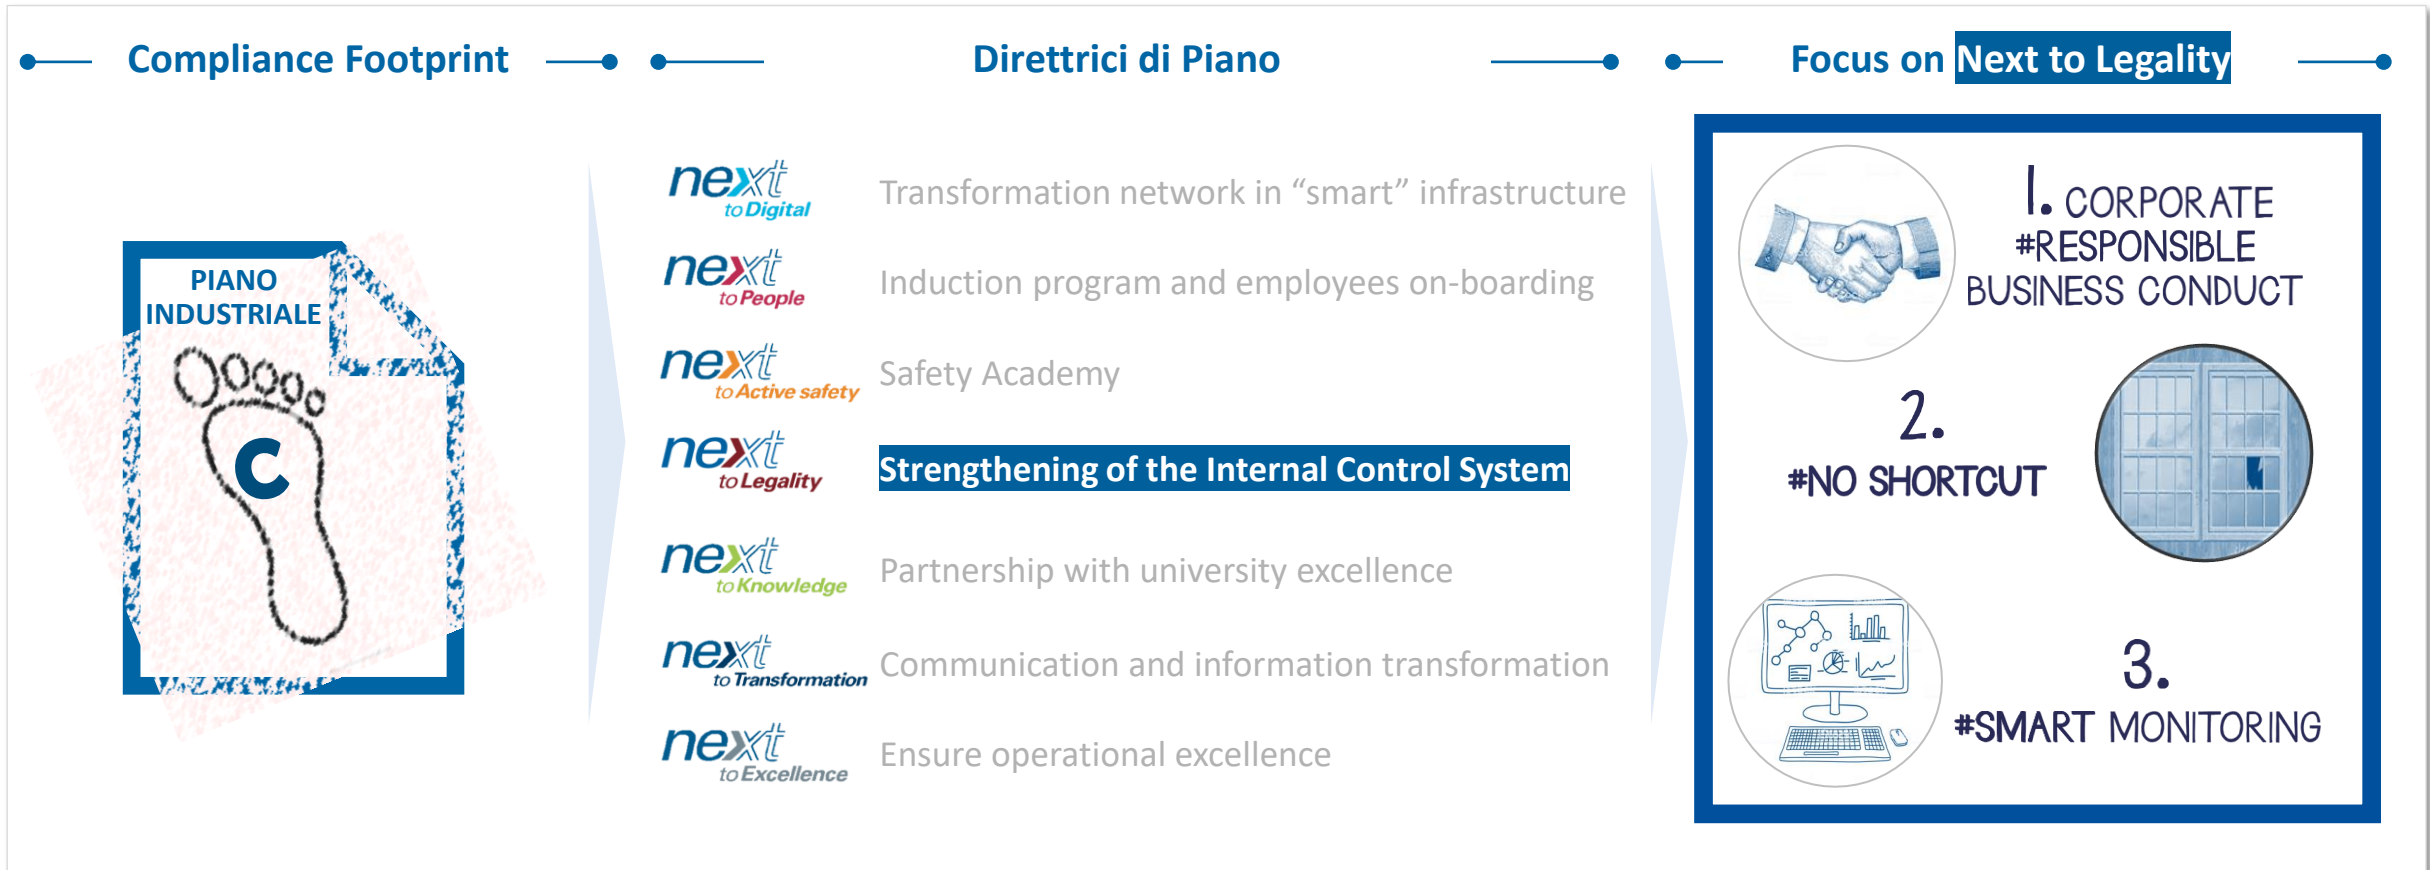 Compliance Footprint
Direttrici di Piano
Focus on Next to Legality
PIANO
INDUSTRIALE
C
next
to Digital
Transformation network in “smart” infrastructure
next
to People
Induction program and employees on-boarding
next
to Active safety
Safety Academy
next
to Legality
Strengthening of the Internal Control System
next
to Knowledge
Partnership with university excellence
next
to Transformation
Communication and information transformation
next
to Excellence
Ensure operational excellence
1. CORPORATE
#RESPONSIBLE
BUSINESS CONDUCT
2.
#NO SHORTCUT
3.
#SMART MONITORING